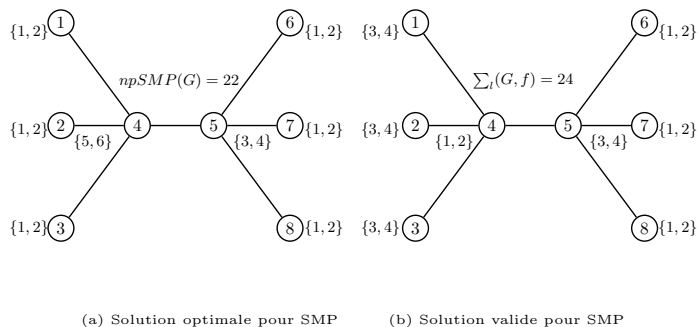 {1, 2} 1 6 {1, 2}
npSMP(G) = 22
{1, 2} 2 4 5 7 {1, 2}
{5, 6} {3, 4}
{1, 2} 3 8 {1, 2}
(a) Solution optimale pour SMP
{3, 4} 1 6 {1, 2}
∑l(G, f) = 24
{3, 4} 2 4 5 7 {1, 2}
{1, 2} {3, 4}
{3, 4} 3 8 {1, 2}
(b) Solution valide pour SMP